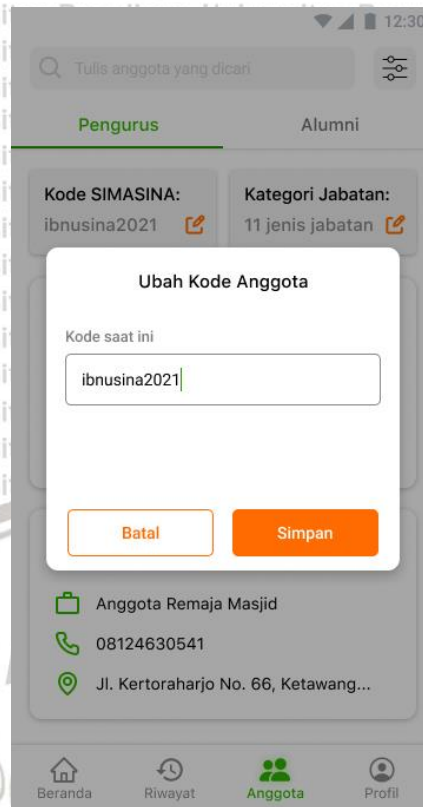 12:30
Tulis anggota yang dicari
Pengurus Alumni
Kode SIMASINA: Kategori Jabatan:
ibnusina2021 11 jenis jabatan
Ubah Kode Anggota
Kode saat ini
ibnusina2021
Batal Simpan
Anggota Remaja Masjid
08124630541
Jl. Kertoraharjo No. 66, Ketawang...
Beranda Riwayat Anggota Profil